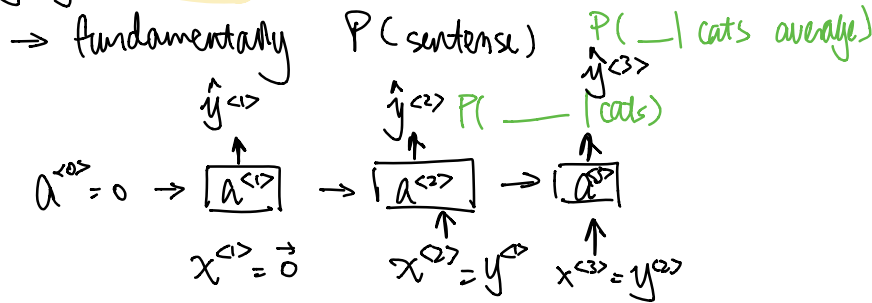 → fundamentally P(sentense) P(__| cats average)
ŷ<1> ŷ<2> P(____| cats) ŷ<3>
a<0> = 0 → a<1> → a<2> → a<3>
x<1> = 0⃗ x<2> = y<1> x<3> = y<2>